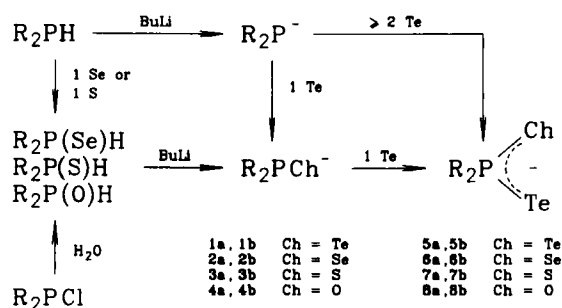 R₂PH BuLi R₂P⁻ ⩾ 2 Te
1 Se or
1 S
1 Te
Ch
R₂P(Se)H
R₂P(S)H BuLi R₂PCh⁻ 1 Te R₂P -
R₂P(O)H
Te
H₂O
1a, 1b Ch = Te 5a, 5b Ch = Te
2a, 2b Ch = Se 6a, 6b Ch = Se
3a, 3b Ch = S 7a, 7b Ch = S
4a, 4b Ch = O 8a, 8b Ch = O
R₂PCl